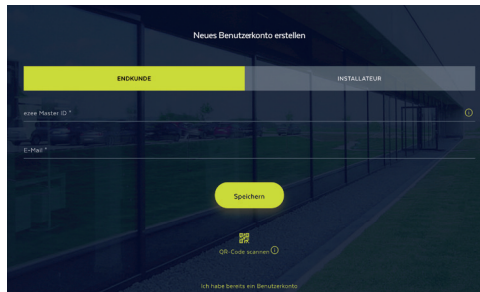 Neues Benutzerkonto erstellen
ENDKUNDE
INSTALLATEUR
ezee Master ID *
E-Mail *
Speichern
QR-Code scannen
Ich habe bereits ein Benutzerkonto